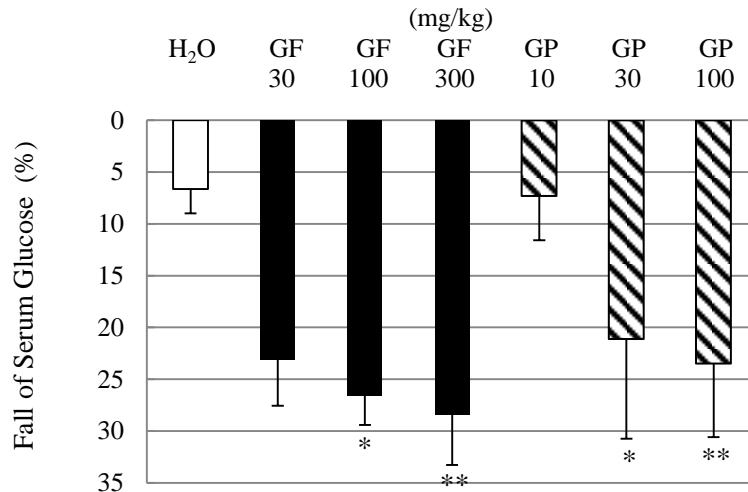 (mg/kg)
H₂O GF GF GF GP GP GP
30 100 300 10 30 100
0
5
10
15
20
25
30
35
Fall of Serum Glucose (%)
* ** * **